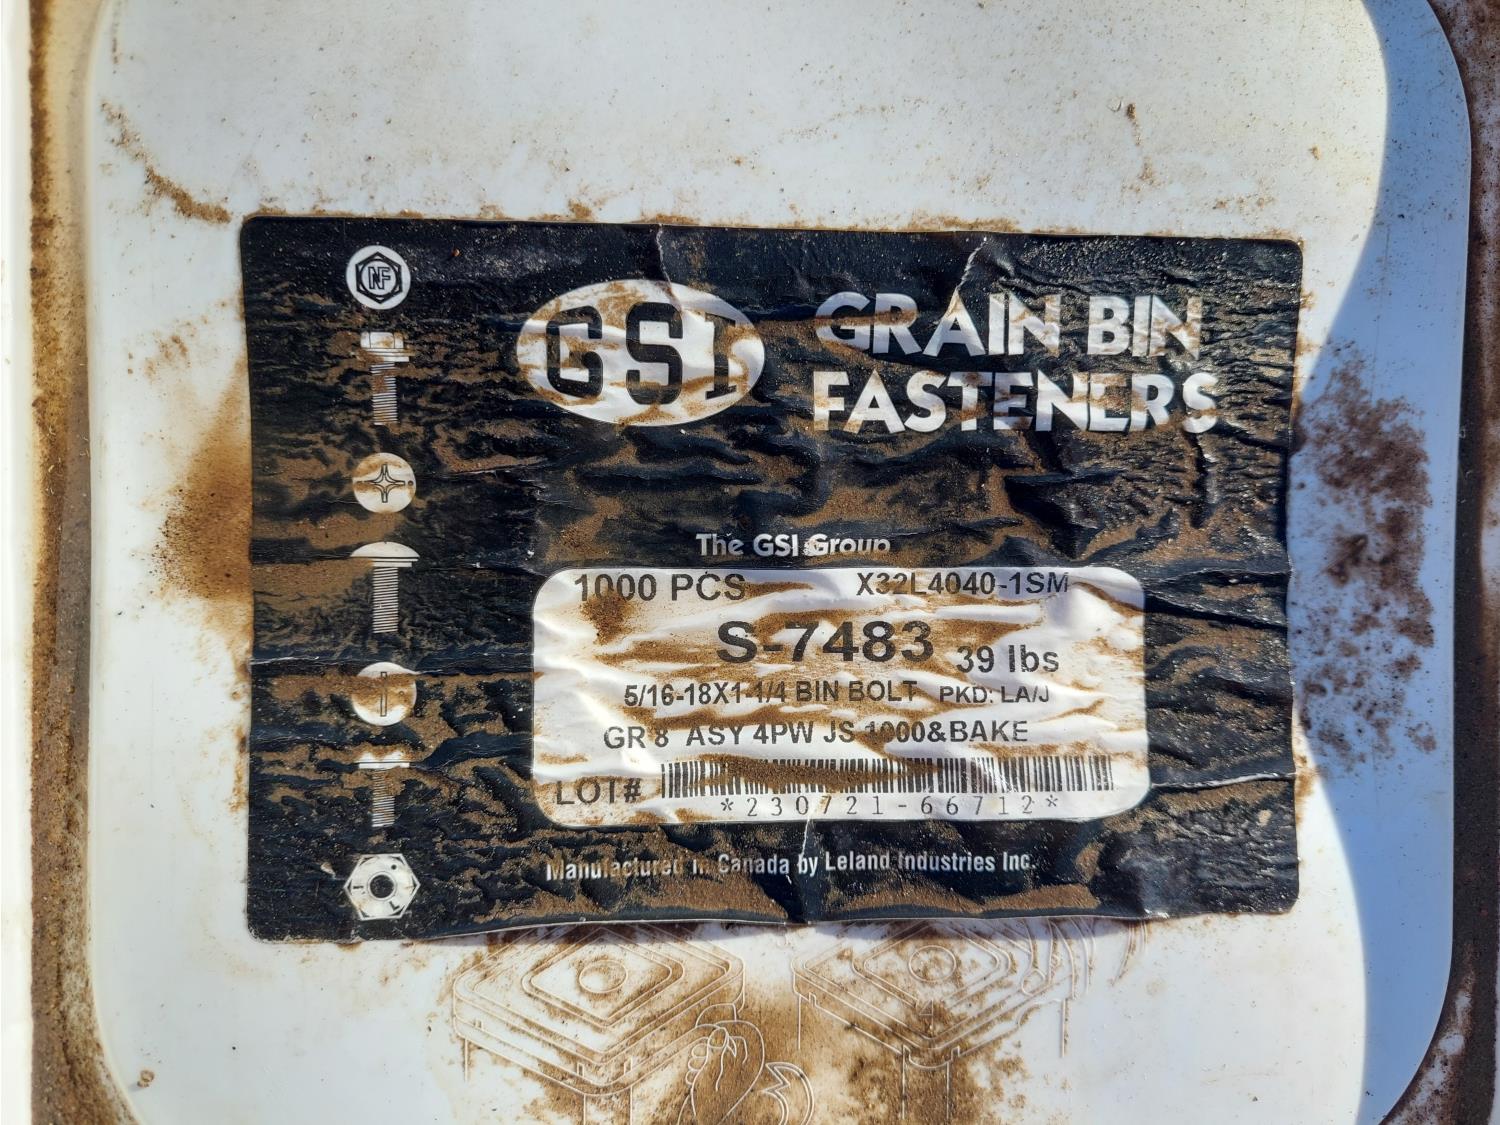 NF
GSI
GRAIN BIN
FASTENERS
The GSI Group
1000 PCS X32L4040-1SM
S-7483 39 lbs
5/16-18X1-1/4 BIN BOLT PKD: LA/J
GR 8 ASY 4PW JS 1000&BAKE
LOT#
*230721-66712*
Manufactured in Canada by Leland Industries Inc.